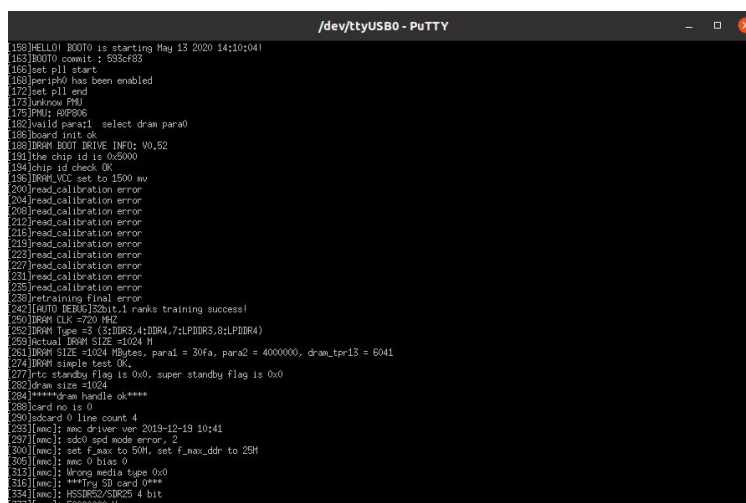 /dev/ttyUSB0 - PuTTY
[158]HELLO! BOOT0 is starting May 13 2020 14:10:04!
[163]BOOT0 commit : 593cf83
[166]set pll start
[168]periph0 has been enabled
[172]set pll end
[173]unknow PMU
[175]PMU: AXP806
[182]vaild para:1  select dram para0
[186]board init ok
[188]DRAM BOOT DRIVE INFO: V0.52
[191]the chip id is 0x5000
[194]chip id check OK
[196]DRAM_VCC set to 1500 mv
[200]read_calibration error
[204]read_calibration error
[208]read_calibration error
[212]read_calibration error
[216]read_calibration error
[219]read_calibration error
[223]read_calibration error
[227]read_calibration error
[231]read_calibration error
[235]read_calibration error
[238]retraining final error
[242][AUTO DEBUG]32bit,1 ranks training success!
[250]DRAM CLK =720 MHZ
[252]DRAM Type =3 (3:DDR3,4:DDR4,7:LPDDR3,8:LPDDR4)
[259]Actual DRAM SIZE =1024 M
[261]DRAM SIZE =1024 MBytes, para1 = 30fa, para2 = 4000000, dram_tpr13 = 6041
[274]DRAM simple test OK.
[277]rtc standby flag is 0x0, super standby flag is 0x0
[282]dram size =1024
[284]*****dram handle ok****
[288]card no is 0
[290]sdcard 0 line count 4
[293][mmc]: mmc driver ver 2019-12-19 10:41
[297][mmc]: sdc0 spd mode error, 2
[300][mmc]: set f_max to 50M, set f_max_ddr to 25M
[305][mmc]: mmc 0 bias 0
[313][mmc]: Wrong media type 0x0
[316][mmc]: ***Try SD card 0***
[334][mmc]: HSSDR52/SDR25 4 bit